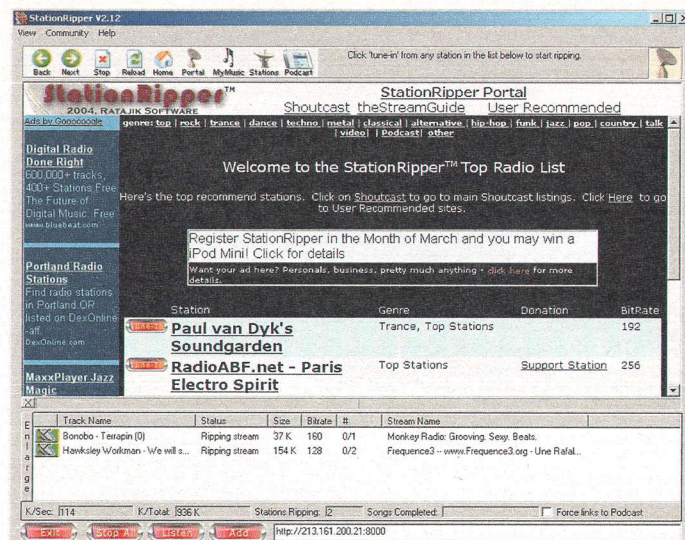 StationRipper V2.12
View Community Help
Back Next Stop Reload Home Portal MyMusic Stations Podcast
Click 'tune-in' from any station in the list below to start ripping.
StationRipper™
2004, RATAJIK SOFTWARE
StationRipper Portal
Shoutcast theStreamGuide User Recommended
Ads by Goooooogle
Digital Radio
Done Right
600,000+ tracks,
400+ Stations Free
The Future of
Digital Music. Free
www.bluebeat.com
Portland Radio
Stations
Find radio stations
in Portland OR
listed on DexOnline
-aff.
DexOnline.com
MaxxPlayer Jazz
Magic
genre: top | rock | trance | dance | techno | metal | classical | alternative | hip-hop | funk | jazz | pop | country | talk
| video| | Podcast| other
Welcome to the StationRipper™ Top Radio List
Here's the top recommend stations. Click on Shoutcast to go to main Shoutcast listings. Click Here to go
to User Recommended sites.
Register StationRipper in the Month of March and you may win a
iPod Mini! Click for details
Want your ad here? Personals, business, pretty much anything - click here for more
details.
Station Genre Donation BitRate
Paul van Dyk's Trance, Top Stations 192
Soundgarden
RadioABF.net - Paris Top Stations Support Station 256
Electro Spirit
X
Enlarge
Track Name Status Size Bitrate # Stream Name
Bonobo - Terrapin (0) Ripping stream 37 K 160 0/1 Monkey Radio: Grooving. Sexy. Beats.
Hawksley Workman - We will s... Ripping stream 154 K 128 0/2 Frequence3 -- www.Frequence3.org - Une Rafal...
K/Sec: 114 K/Total: 936 K Stations Ripping: 2 Songs Completed: Force links to Podcast
Exit Stop All Listen Add http://213.161.200.21:8000